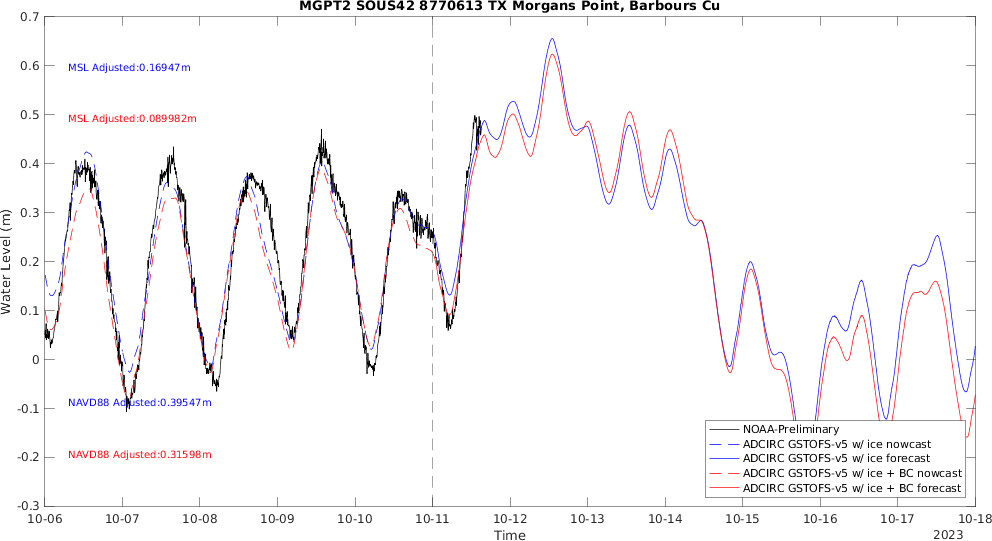 MGPT2 SOUS42 8770613 TX Morgans Point, Barbours Cu
0.7
0.6
0.5
0.4
0.3
0.2
0.1
0
-0.1
-0.2
-0.3
Water Level (m)
MSL Adjusted:0.16947m
MSL Adjusted:0.089982m
NAVD88 Adjusted:0.39547m
NAVD88 Adjusted:0.31598m
NOAA-Preliminary
ADCIRC GSTOFS-v5 w/ ice nowcast
ADCIRC GSTOFS-v5 w/ ice forecast
ADCIRC GSTOFS-v5 w/ ice + BC nowcast
ADCIRC GSTOFS-v5 w/ ice + BC forecast
10-06 10-07 10-08 10-09 10-10 10-11 10-12 10-13 10-14 10-15 10-16 10-17 10-18
Time
2023